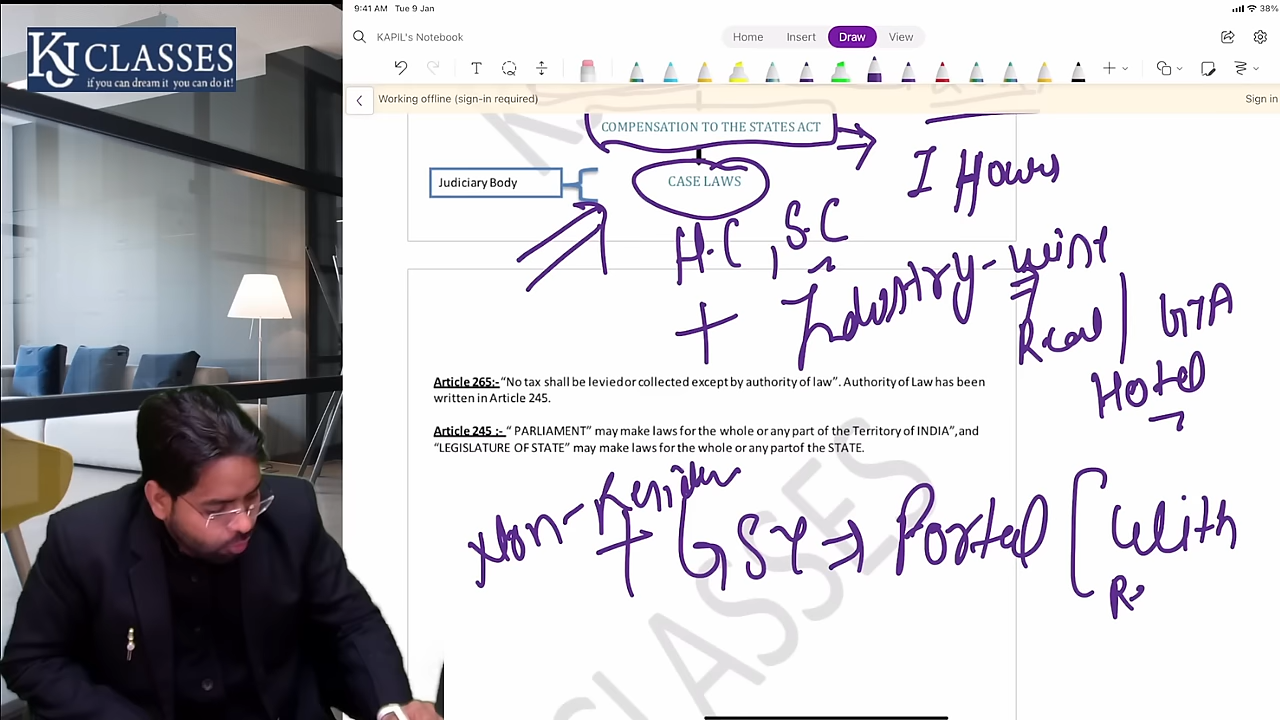 9:41 AM Tue 9 Jan
38%
KJ CLASSES
if you can dream it you can do it!
KAPIL's Notebook
Home Insert Draw View
Working offline (sign-in required)
Sign in
COMPENSATION TO THE STATES ACT
I Hours
Judiciary Body
CASE LAWS
H.C, S.C
+ Industry-wise
Real | GTA
Hotel
Article 265:- “No tax shall be levied or collected except by authority of law”. Authority of Law has been
written in Article 245.
Article 245 :- “ PARLIAMENT” may make laws for the whole or any part of the Territory of INDIA”, and
“LEGISLATURE OF STATE” may make laws for the whole or any partof the STATE.
+ GST → Portal [ With
CLASSES